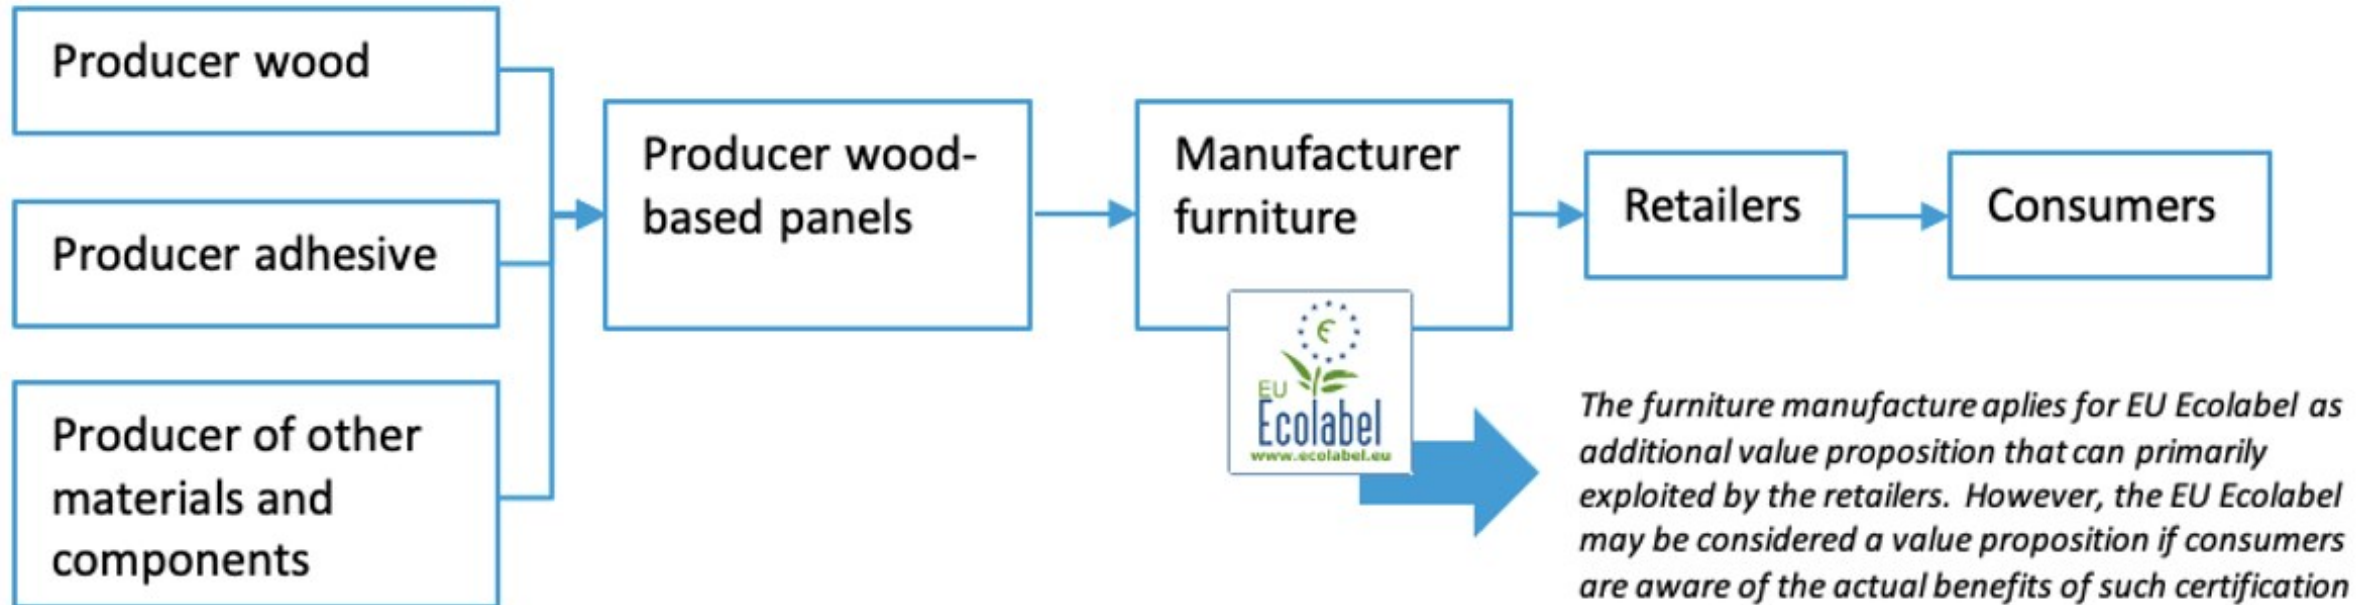 Producer wood
Producer adhesive
Producer of other
materials and
components
Producer wood-
based panels
Manufacturer
furniture
Retailers
Consumers
EU
Ecolabel
www.ecolabel.eu
The furniture manufacture aplies for EU Ecolabel as
additional value proposition that can primarily
exploited by the retailers. However, the EU Ecolabel
may be considered a value proposition if consumers
are aware of the actual benefits of such certification